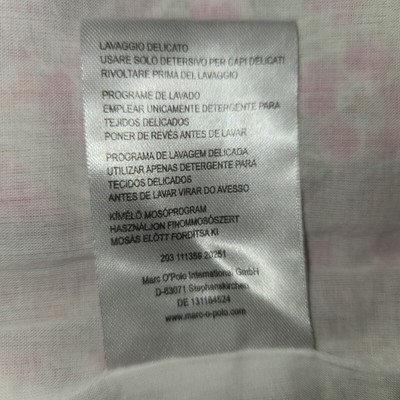 LAVAGGIO DELICATO
USARE SOLO DETERSIVO PER CAPI DELICATI
RIVOLTARE PRIMA DEL LAVAGGIO
PROGRAME DE LAVADO
EMPLEAR UNICAMENTE DETERGENTE PARA
TEJIDOS DELICADOS
PONER DE REVÉS ANTES DE LAVAR
PROGRAMA DE LAVAGEM DELICADA
UTILIZAR APENAS DETERGENTE PARA
TECIDOS DELICADOS
ANTES DE LAVAR VIRAR DO AVESSO
KÍMÉLŐ MOSÓPROGRAM
HASZNÁLJON FINOMMOSÓSZERT
MOSÁS ELŐTT FORDÍTSA KI
203 111359 20251
Marc O'Polo International GmbH
D-83071 Stephanskirchen
DE 131184524
www.marc-o-polo.com